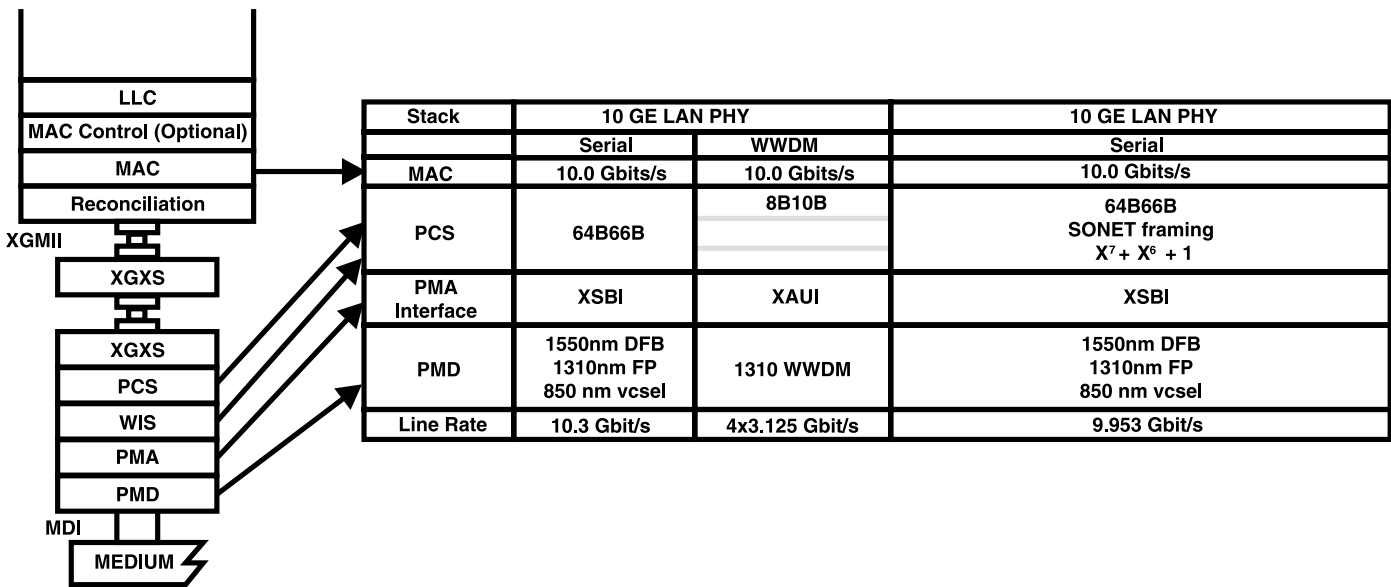 LLC
MAC Control (Optional)
MAC
Reconciliation
XGMII
XGXS
XGXS
PCS
WIS
PMA
PMD
MDI
MEDIUM
Stack 10 GE LAN PHY 10 GE LAN PHY
Serial WWDM Serial
MAC 10.0 Gbits/s 10.0 Gbits/s 10.0 Gbits/s
PCS 64B66B 8B10B 64B66B
SONET framing
X⁷ + X⁶ + 1
PMA Interface XSBI XAUI XSBI
PMD 1550nm DFB
1310nm FP
850 nm vcsel
1310 WWDM
1550nm DFB
1310nm FP
850 nm vcsel
Line Rate 10.3 Gbit/s 4x3.125 Gbit/s 9.953 Gbit/s